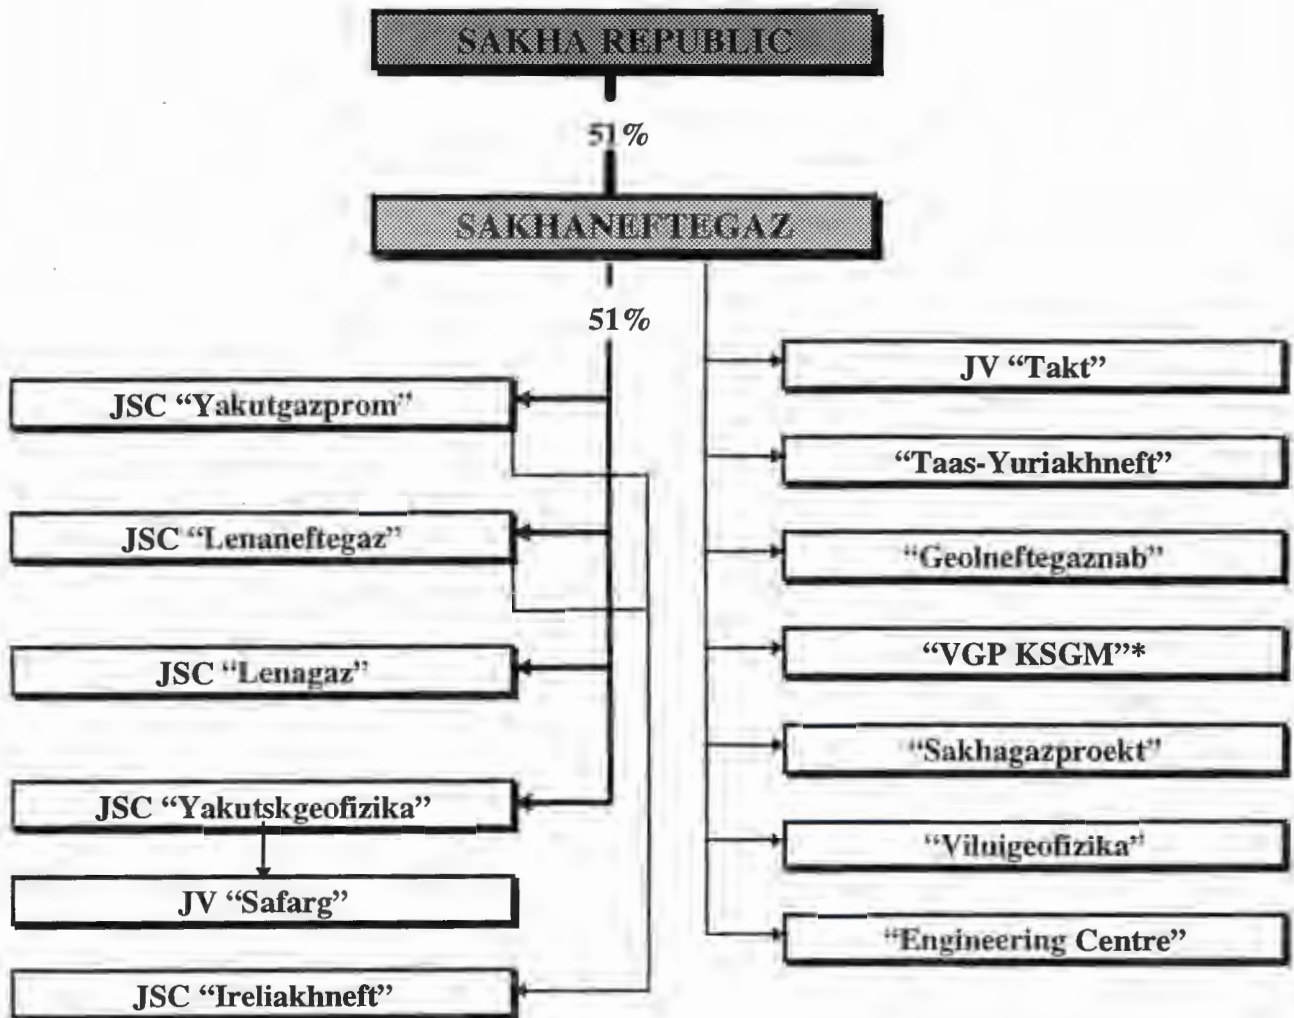 SAKHA REPUBLIC
51%
SAKHANEFTEGAZ
51%
JSC “Yakutgazprom”
JSC “Lenaneftegaz”
JSC “Lenagaz”
JSC “Yakutskgeofizika”
JV “Safarg”
JSC “Ireliakhneft”
JV “Takt”
“Taas-Yuriakhneft”
“Geolneftegaznab”
“VGP KSGM”*
“Sakhagazproekt”
“Viluigeofizika”
“Engineering Centre”